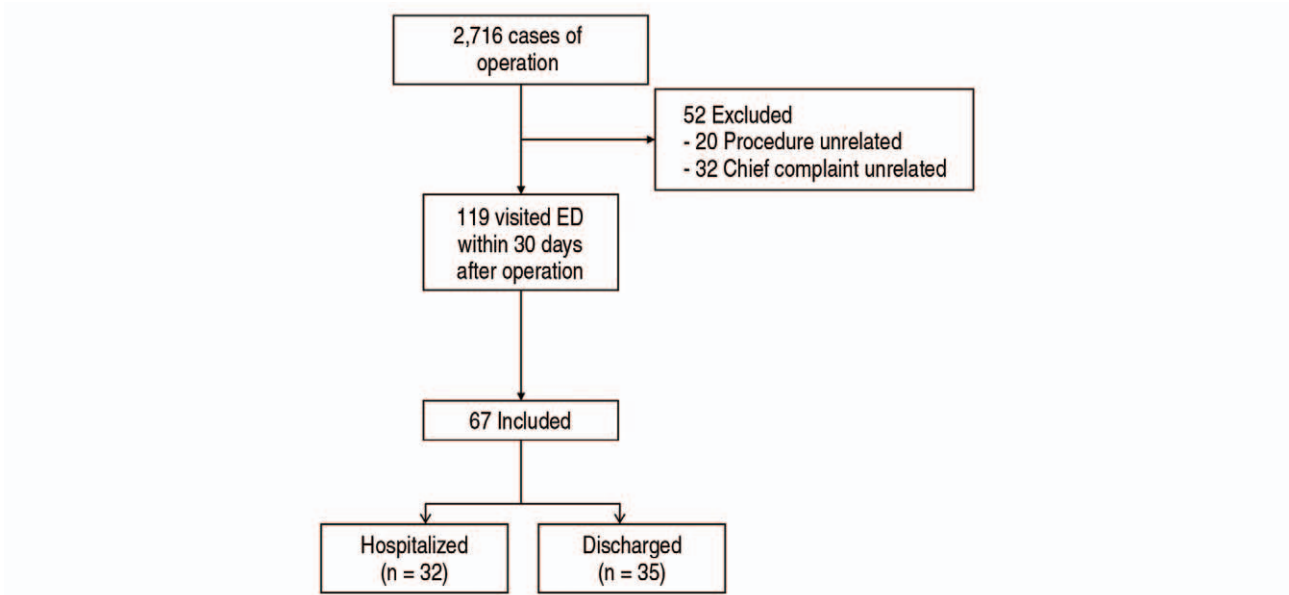 2,716 cases of
operation
52 Excluded
- 20 Procedure unrelated
- 32 Chief complaint unrelated
119 visited ED
within 30 days
after operation
67 Included
Hospitalized
(n = 32)
Discharged
(n = 35)